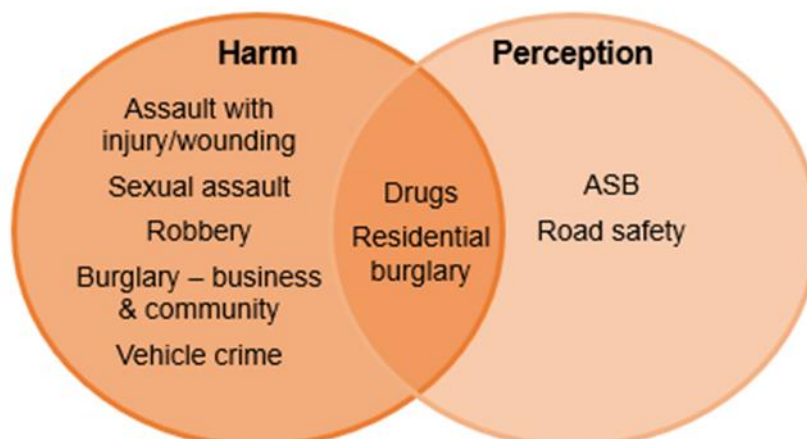 Harm
Assault with
injury/wounding
Sexual assault
Robbery
Burglary – business
& community
Vehicle crime
Drugs
Residential
burglary
Perception
ASB
Road safety